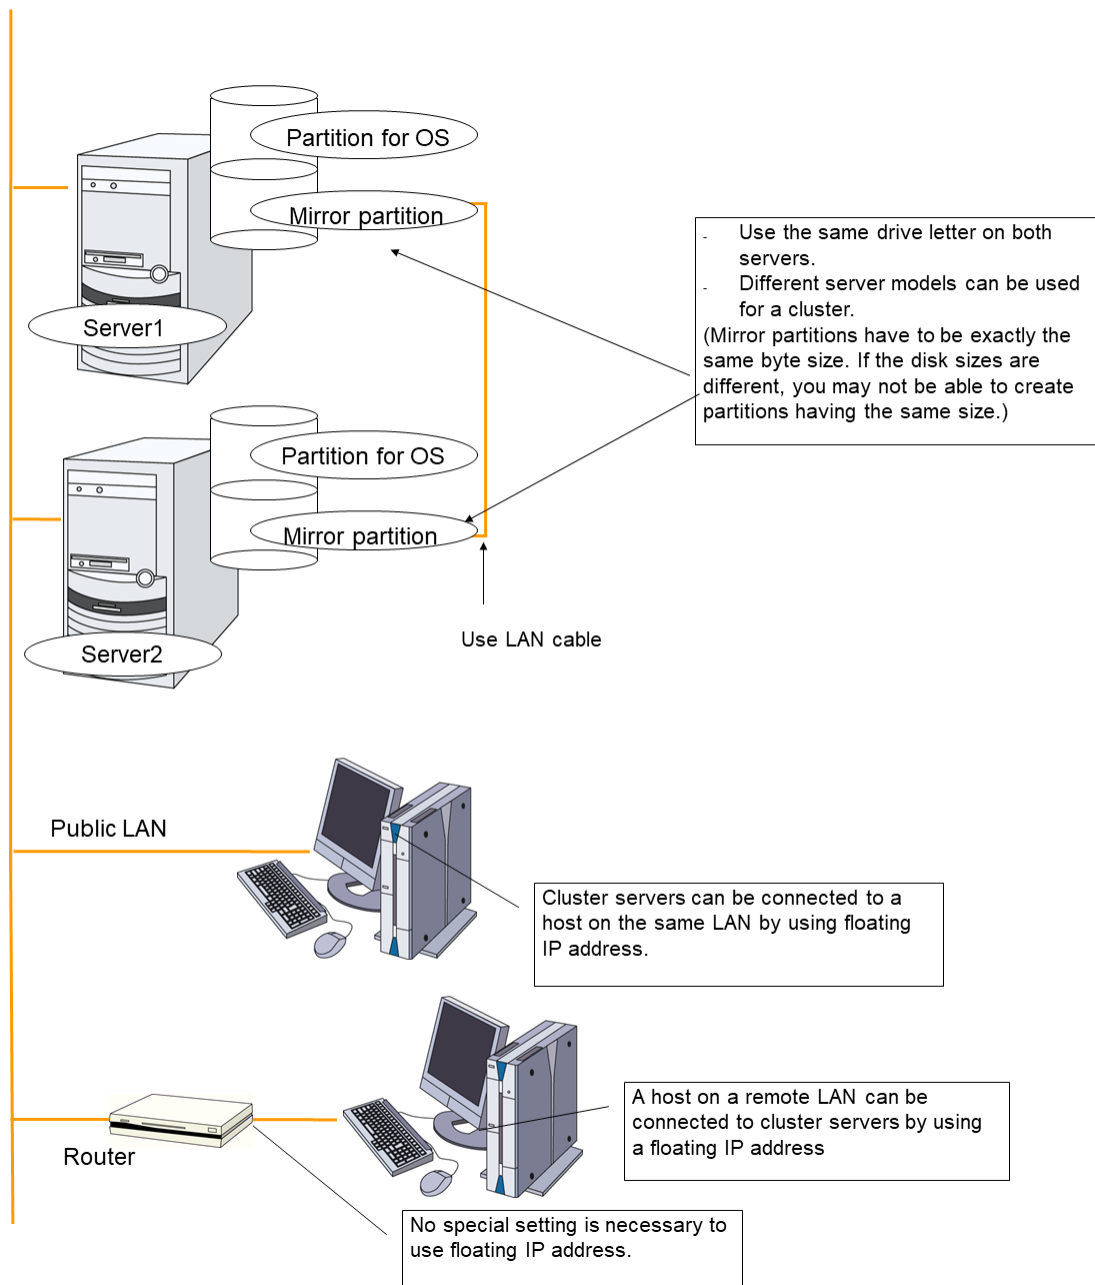 Partition for OS
Mirror partition
Server1
- Use the same drive letter on both
servers.
- Different server models can be used
for a cluster.
(Mirror partitions have to be exactly the
same byte size. If the disk sizes are
different, you may not be able to create
partitions having the same size.)
Partition for OS
Mirror partition
Server2
Use LAN cable
Public LAN
Cluster servers can be connected to a
host on the same LAN by using floating
IP address.
A host on a remote LAN can be
connected to cluster servers by using
a floating IP address
Router
No special setting is necessary to
use floating IP address.